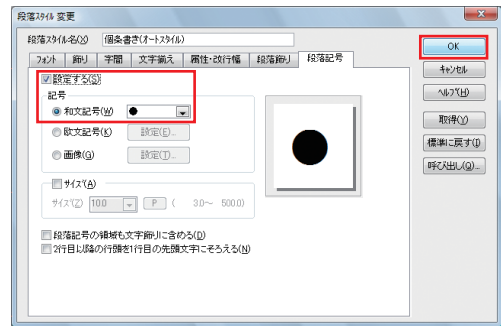 段落スタイル 変更
段落スタイル名(X) 個条書き(オートスタイル)
フォント 飾り 字間 文字揃え 属性・改行幅 段落飾り 段落記号
設定する(S)
記号
和文記号(W) ●
欧文記号(K) 設定(E)...
画像(G) 設定(T)...
サイズ(A)
サイズ(Z) 10.0 P ( 3.0～ 500.0)
段落記号の領域も文字飾りに含める(D)
2行目以降の行頭を1行目の先頭文字にそろえる(N)
OK
キャンセル
ヘルプ(H)
取得(Y)
標準に戻す(I)
呼び出し(Q)...